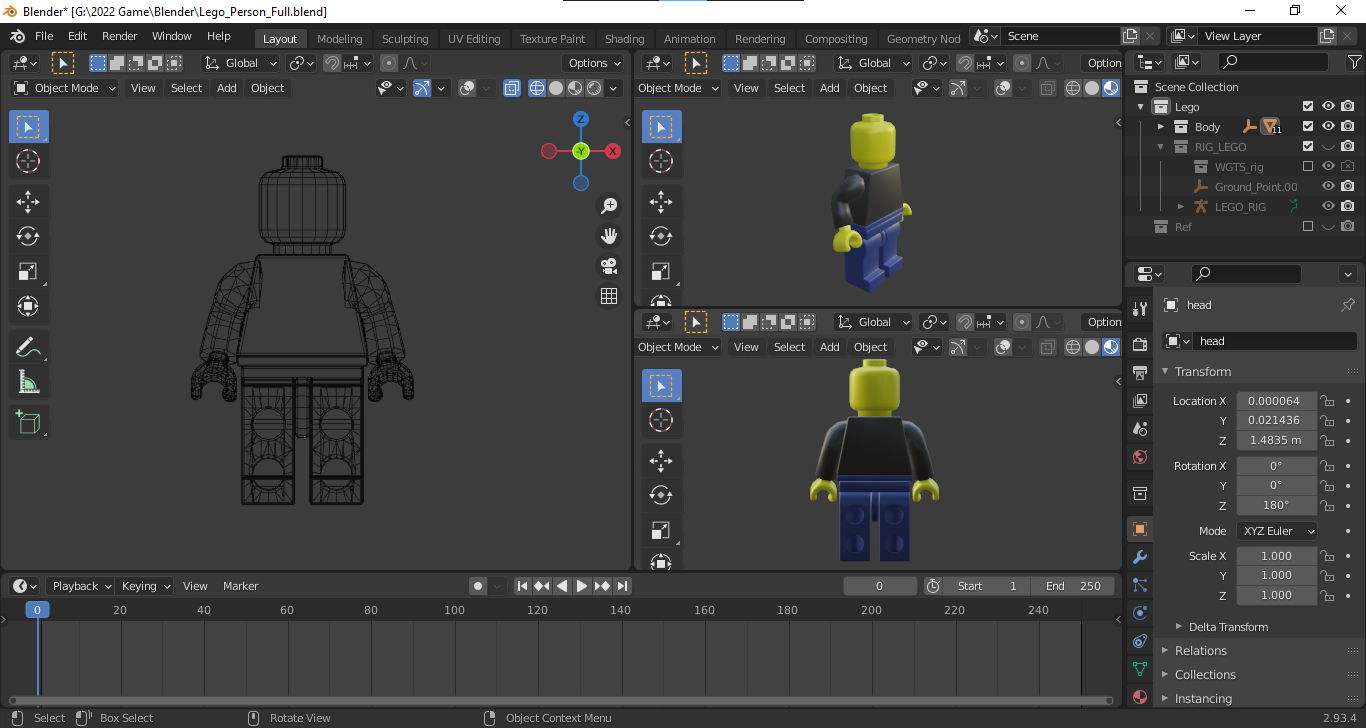 Blender* [G:\2022 Game\Blender\Lego_Person_Full.blend]
File Edit Render Window Help Layout Modeling Sculpting UV Editing Texture Paint Shading Animation Rendering Compositing Geometry Nod Scene View Layer
Global Options
Object Mode View Select Add Object
Z
-Y X
Global Option
Object Mode View Select Add Object
Global Option
Object Mode View Select Add Object
Scene Collection
Lego
Body 11
RIG_LEGO
WGTS_rig
Ground_Point.00
LEGO_RIG
Ref
head
head
Transform
Location X 0.000064
Y 0.021436
Z 1.4835 m
Rotation X 0°
Y 0°
Z 180°
Mode XYZ Euler
Scale X 1.000
Y 1.000
Z 1.000
Delta Transform
Relations
Collections
Instancing
Playback Keying View Marker 0 Start 1 End 250
0 20 40 60 80 100 120 140 160 180 200 220 240
Select Box Select Rotate View Object Context Menu 2.93.4